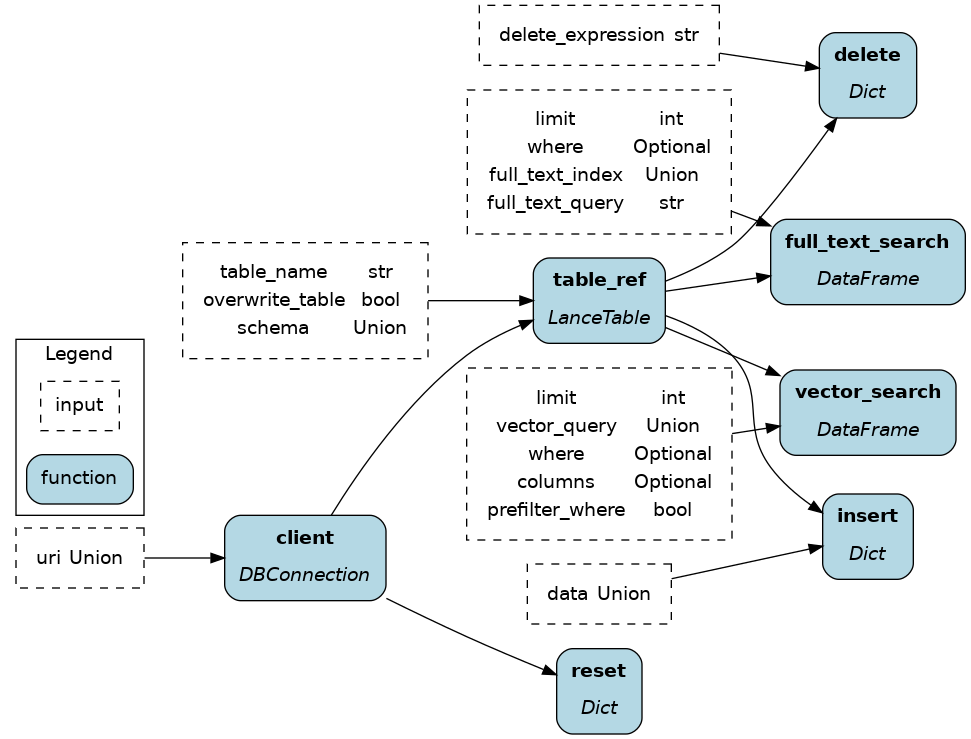 delete_expression str
delete
Dict
limit int
where Optional
full_text_index Union
full_text_query str
full_text_search
DataFrame
table_name str
overwrite_table bool
schema Union
table_ref
LanceTable
Legend
input
function
limit int
vector_query Union
where Optional
columns Optional
prefilter_where bool
vector_search
DataFrame
uri Union
client
DBConnection
insert
Dict
data Union
reset
Dict